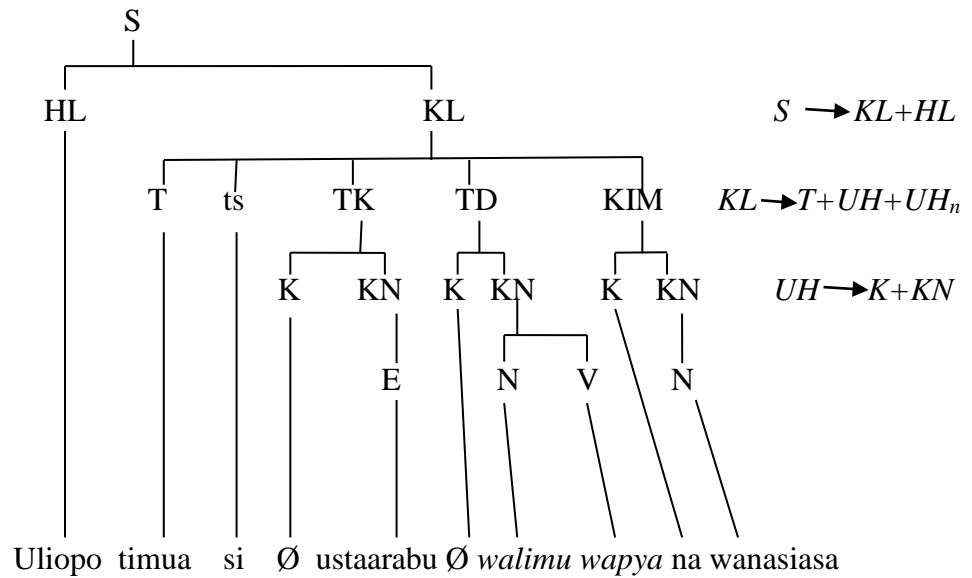 S
HL KL S → KL+HL
T ts TK TD KIM KL → T+UH+UHn
K KN K KN K KN UH → K+KN
E N V N
Uliopo timua si Ø ustaarabu Ø walimu wapya na wanasiasa